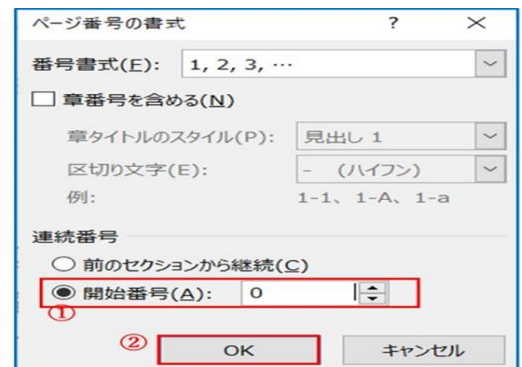 ページ番号の書式 ? ×
番号書式(F): 1, 2, 3, …
章番号を含める(N)
章タイトルのスタイル(P): 見出し 1
区切り文字(E): - (ハイフン)
例: 1-1、1-A、1-a
連続番号
前のセクションから継続(C)
開始番号(A): 0
①
② OK キャンセル